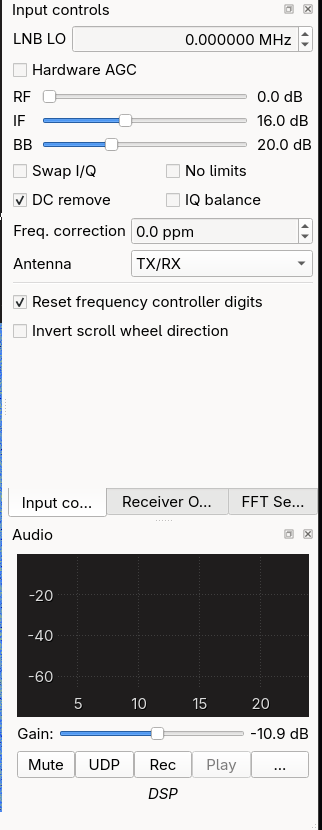 Input controls
LNB LO 0.000000 MHz
Hardware AGC
RF 0.0 dB
IF 16.0 dB
BB 20.0 dB
Swap I/Q No limits
DC remove IQ balance
Freq. correction 0.0 ppm
Antenna TX/RX
Reset frequency controller digits
Invert scroll wheel direction
Input co... Receiver O... FFT Se...
Audio
-20
-40
-60
5 10 15 20
Gain: -10.9 dB
Mute UDP Rec Play ...
DSP